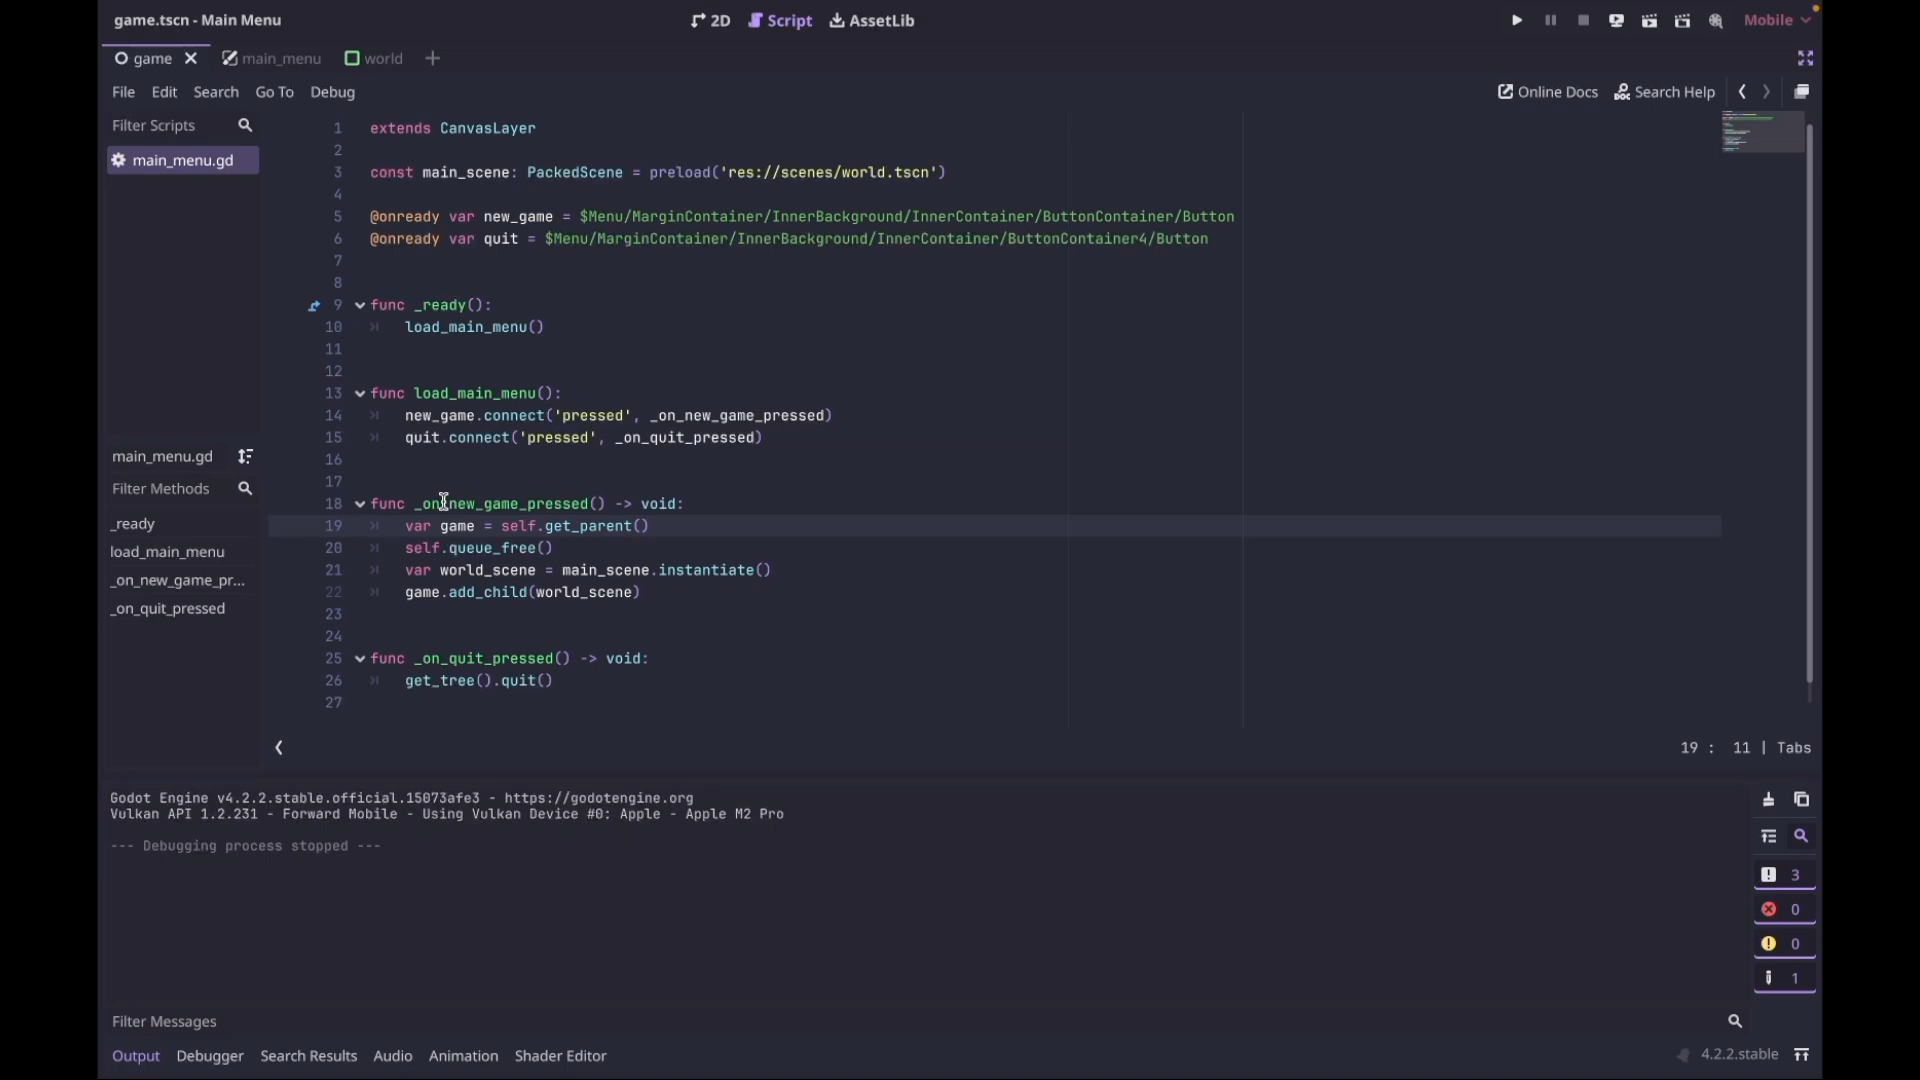 game.tscn - Main Menu
2D Script AssetLib
Mobile
game main_menu world
File Edit Search Go To Debug
Online Docs Search Help
Filter Scripts
main_menu.gd
main_menu.gd
Filter Methods
_ready
load_main_menu
_on_new_game_pr...
_on_quit_pressed
1 extends CanvasLayer
2
3 const main_scene: PackedScene = preload('res://scenes/world.tscn')
4
5 @onready var new_game = $Menu/MarginContainer/InnerBackground/InnerContainer/ButtonContainer/Button
6 @onready var quit = $Menu/MarginContainer/InnerBackground/InnerContainer/ButtonContainer4/Button
7
8
9 func _ready():
10 load_main_menu()
11
12
13 func load_main_menu():
14 new_game.connect('pressed', _on_new_game_pressed)
15 quit.connect('pressed', _on_quit_pressed)
16
17
18 func _on_new_game_pressed() -> void:
19 var game = self.get_parent()
20 self.queue_free()
21 var world_scene = main_scene.instantiate()
22 game.add_child(world_scene)
23
24
25 func _on_quit_pressed() -> void:
26 get_tree().quit()
27
19 : 11 | Tabs
Godot Engine v4.2.2.stable.official.15073afe3 - https://godotengine.org
Vulkan API 1.2.231 - Forward Mobile - Using Vulkan Device #0: Apple - Apple M2 Pro
--- Debugging process stopped ---
3
0
0
1
Filter Messages
Output Debugger Search Results Audio Animation Shader Editor
4.2.2.stable